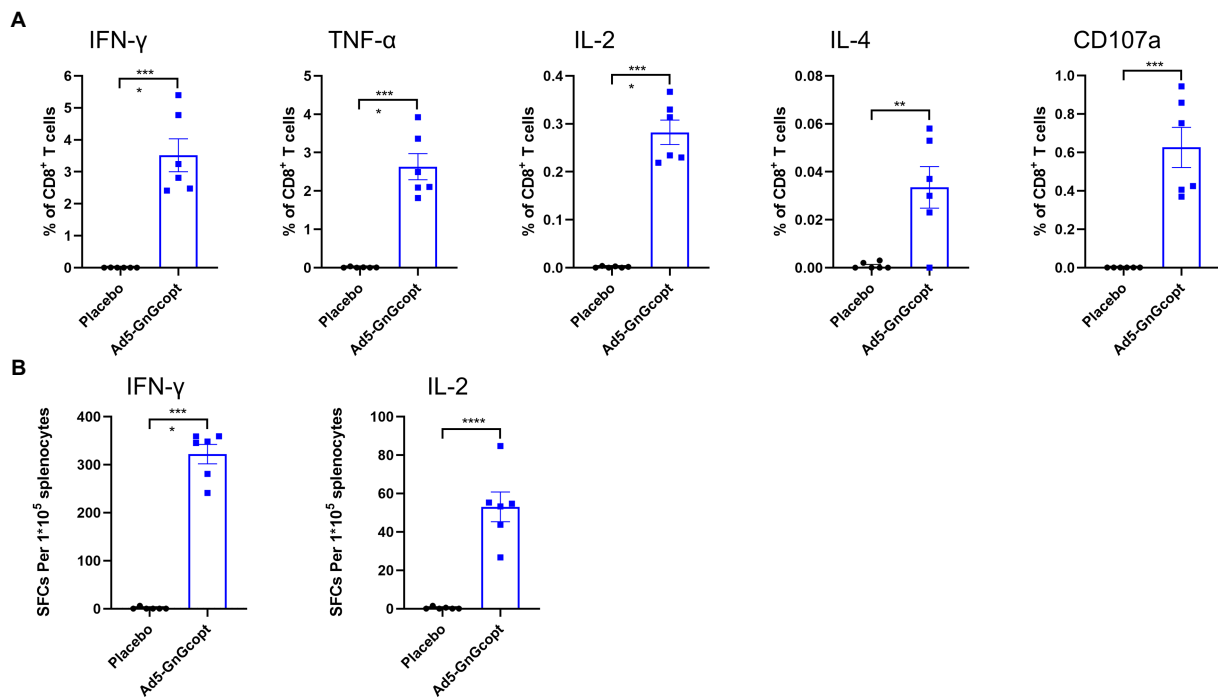 A
IFN-γ
% of CD8+ T cells
6
5
4
3
2
1
0
***
*
Placebo
Ad5-GnGcopt
TNF-α
% of CD8+ T cells
5
4
3
2
1
0
***
*
Placebo
Ad5-GnGcopt
IL-2
% of CD8+ T cells
0.4
0.3
0.2
0.1
0.0
***
*
Placebo
Ad5-GnGcopt
IL-4
% of CD8+ T cells
0.08
0.06
0.04
0.02
0.00
**
Placebo
Ad5-GnGcopt
CD107a
% of CD8+ T cells
1.0
0.8
0.6
0.4
0.2
0.0
***
Placebo
Ad5-GnGcopt
B
IFN-γ
SFCs Per 1*10^5 splenocytes
400
300
200
100
0
***
*
Placebo
Ad5-GnGcopt
IL-2
SFCs Per 1*10^5 splenocytes
100
80
60
40
20
0
****
Placebo
Ad5-GnGcopt